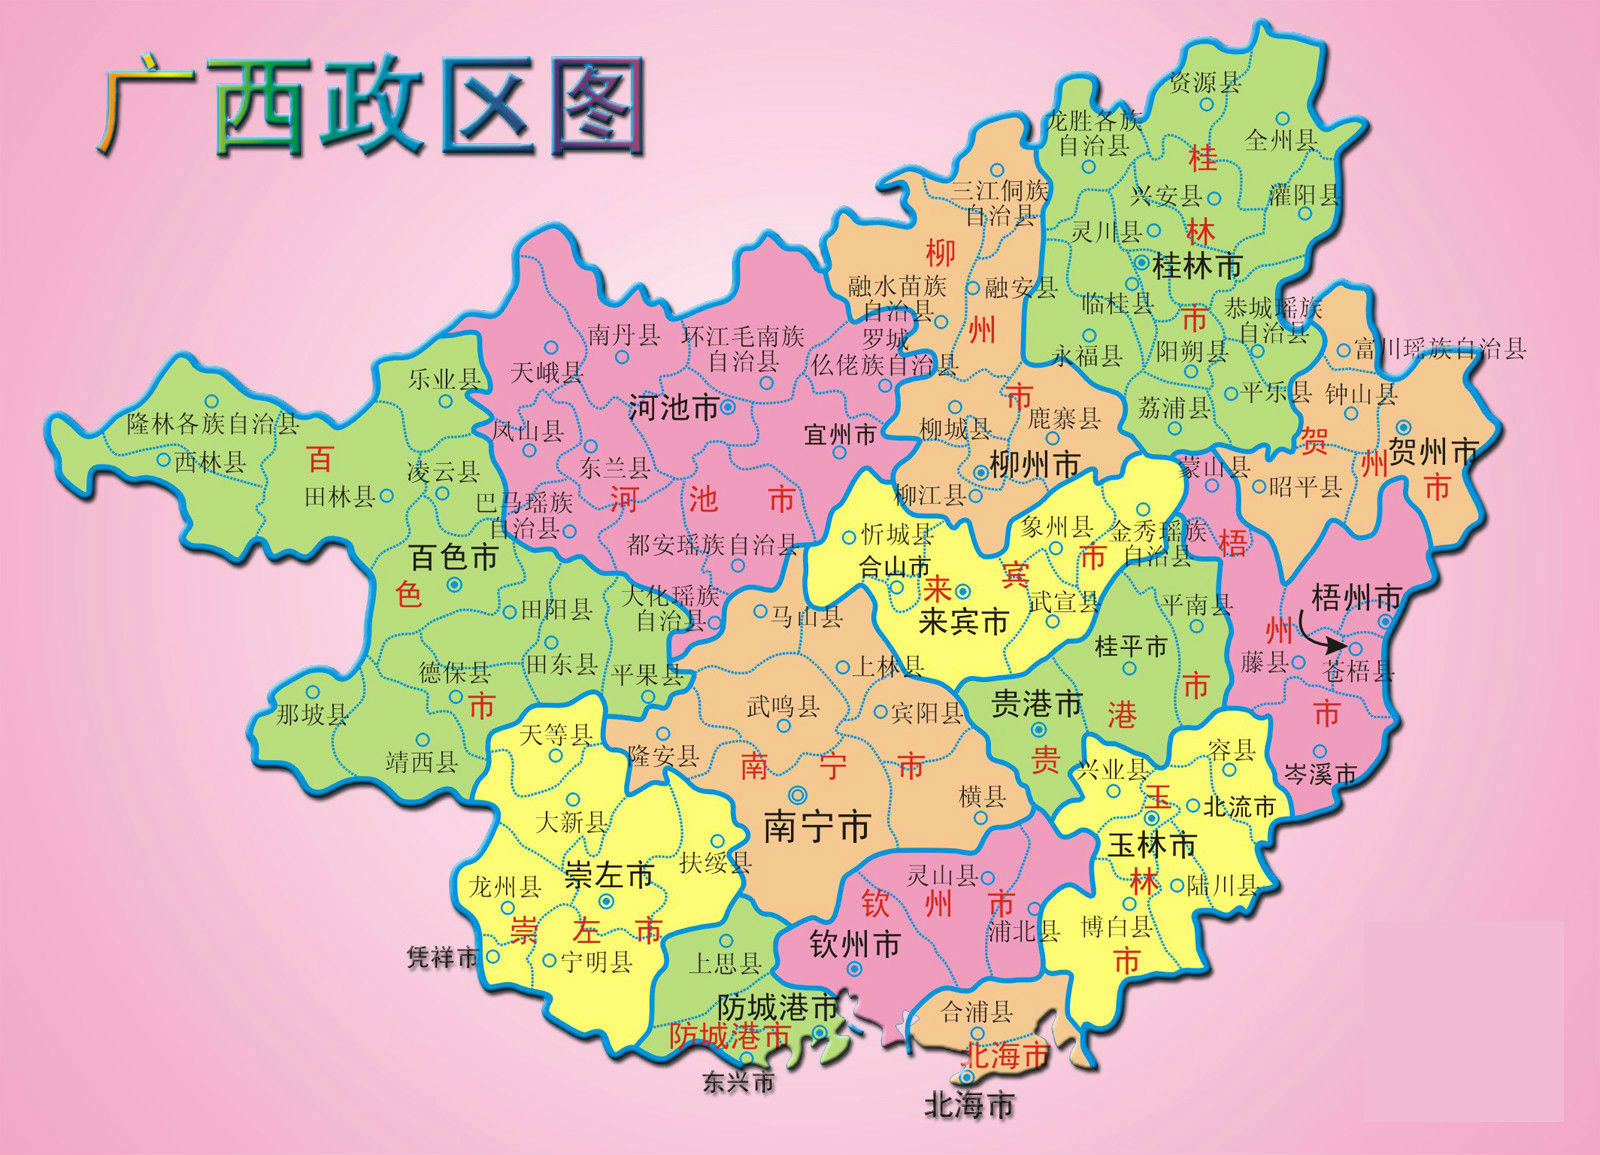 广西政区图
资源县
龙胜各族
自治县
全州县
桂
林
市
兴安县
灌阳县
灵川县
桂林市
临桂县
恭城瑶族
自治县
永福县
阳朔县
平乐县
荔浦县
三江侗族
自治县
柳
州
市
融水苗族
自治县
融安县
柳城县
鹿寨县
柳州市
柳江县
富川瑶族自治县
钟山县
贺
州
市
贺州市
昭平县
南丹县
环江毛南族
自治县
罗城
仫佬族自治县
天峨县
河池市
宜州市
凤山县
东兰县
河
池
市
巴马瑶族
自治县
都安瑶族自治县
大化瑶族
自治县
乐业县
隆林各族自治县
西林县
百
色
市
田林县
凌云县
百色市
田阳县
田东县
平果县
德保县
那坡县
靖西县
忻城县
合山市
来
宾
市
来宾市
象州县
金秀瑶族
自治县
武宣县
蒙山县
梧
州
市
梧州市
藤县
苍梧县
岑溪市
平南县
桂平市
贵港市
贵
港
市
马山县
上林县
武鸣县
宾阳县
隆安县
南
宁
市
南宁市
横县
天等县
大新县
崇左市
扶绥县
龙州县
崇
左
市
凭祥市
宁明县
容县
兴业县
玉
林
市
北流市
玉林市
陆川县
博白县
灵山县
钦
州
市
钦州市
浦北县
上思县
防城港市
防城港市
东兴市
合浦县
北海市
北海市